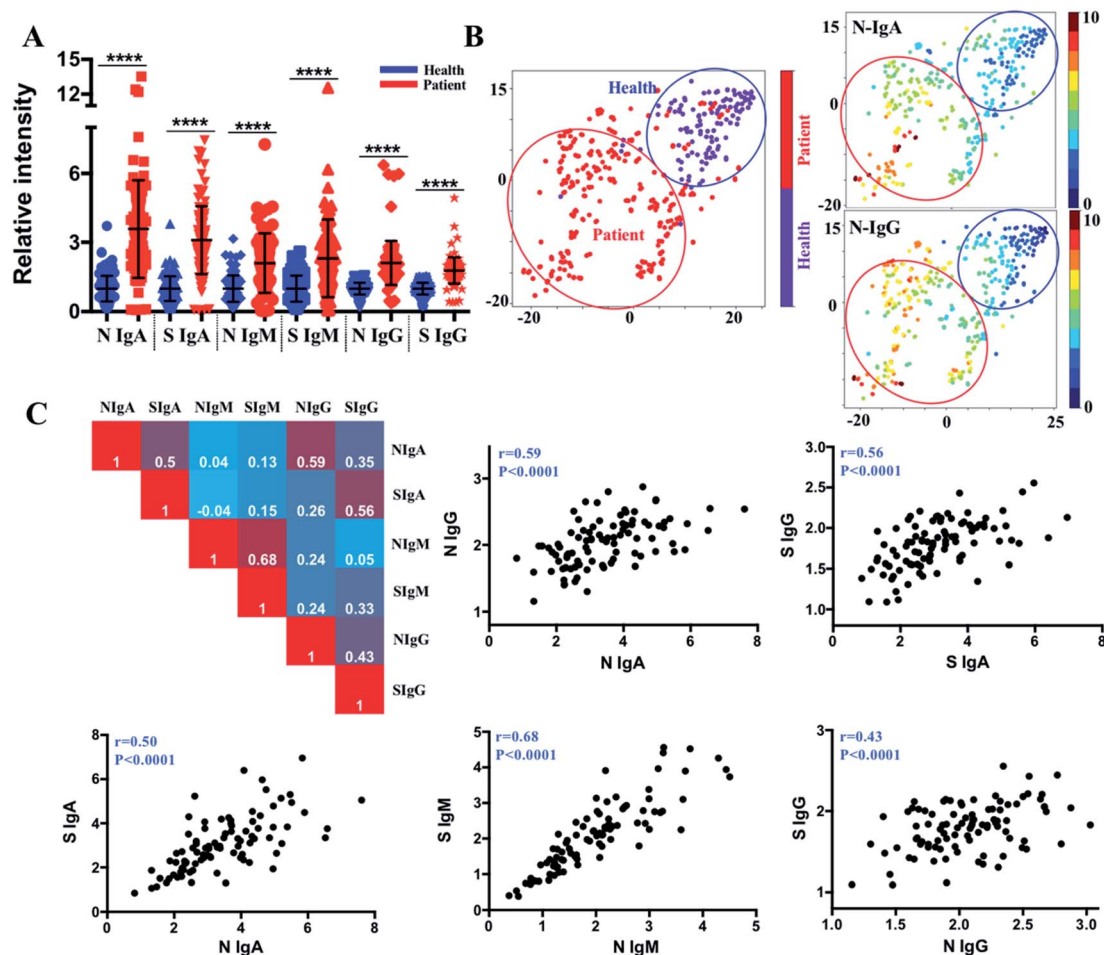 A
Relative intensity
15
12
7
3
0
****
****
****
****
****
****
Health
Patient
N IgA
S IgA
N IgM
S IgM
N IgG
S IgG
B
15
0
-20
-20
0
20
Health
Patient
Patient
Health
N-IgA
15
0
-15
-20
10
0
N-IgG
15
0
-15
-20
0
25
10
0
C
NIgA SIgA NIgM SIgM NIgG SIgG
1 0.5 0.04 0.13 0.59 0.35 NIgA
1 -0.04 0.15 0.26 0.56 SIgA
1 0.68 0.24 0.05 NIgM
1 0.24 0.33 SIgM
1 0.43 NIgG
1 SIgG
r=0.59
P<0.0001
N IgG
3
2
1
0 2 4 6 8
N IgA
r=0.56
P<0.0001
S IgG
3.0
2.5
2.0
1.5
1.0
0 2 4 6 8
S IgA
r=0.50
P<0.0001
S IgA
8
6
4
2
0
0 2 4 6 8
N IgA
r=0.68
P<0.0001
S IgM
5
4
3
2
1
0
0 1 2 3 4 5
N IgM
r=0.43
P<0.0001
S IgG
3
2
1
1.0 1.5 2.0 2.5 3.0
N IgG